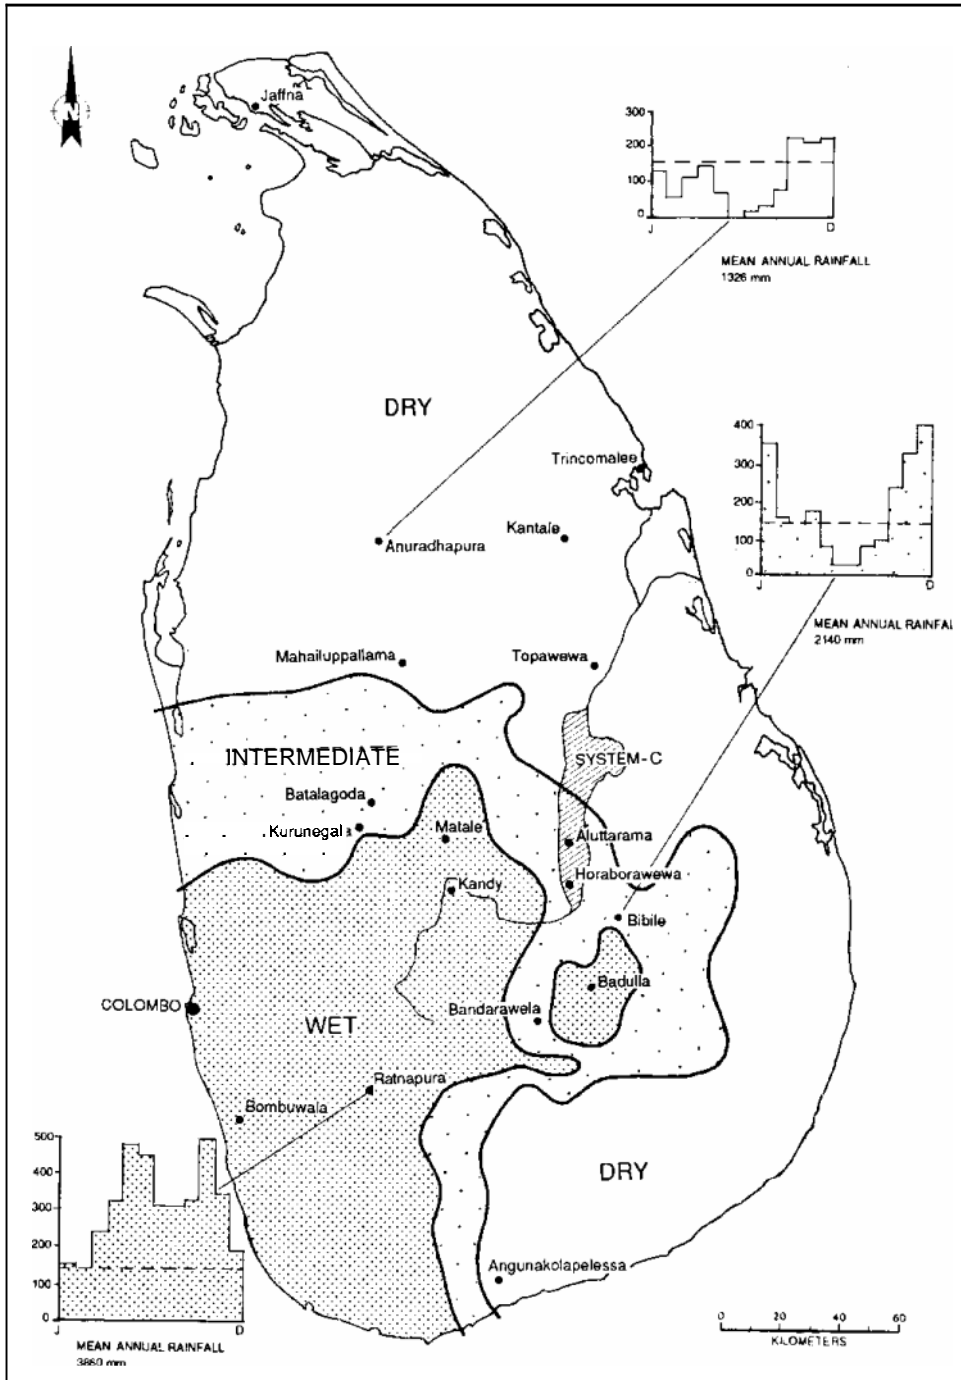 N
Jaffna
300
200
100
0
J
D
MEAN ANNUAL RAINFALL
1326 mm
DRY
Trincomalee
400
300
200
100
0
J
D
MEAN ANNUAL RAINFAL
2140 mm
Anuradhapura
Kantale
Mahailuppallama
Topawewa
INTERMEDIATE
SYSTEM-C
Batalagoda
Kurunegala
Matale
Aluttarama
Kandy
Horaborawewa
Bibile
Badulla
COLOMBO
Bandarawela
WET
Ratnapura
Bombuwala
500
400
300
200
100
0
J
D
MEAN ANNUAL RAINFALL
3860 mm
DRY
Angunakolapelessa
0
20
40
60
KILOMETERS